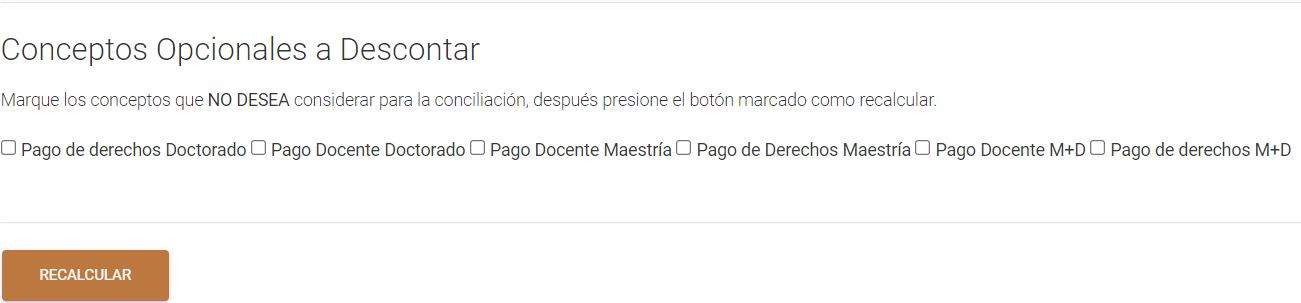 Conceptos Opcionales a Descontar
Marque los conceptos que NO DESEA considerar para la conciliación, después presione el botón marcado como recalcular.
Pago de derechos Doctorado Pago Docente Doctorado Pago Docente Maestría Pago de Derechos Maestría Pago Docente M+D Pago de derechos M+D
RECALCULAR